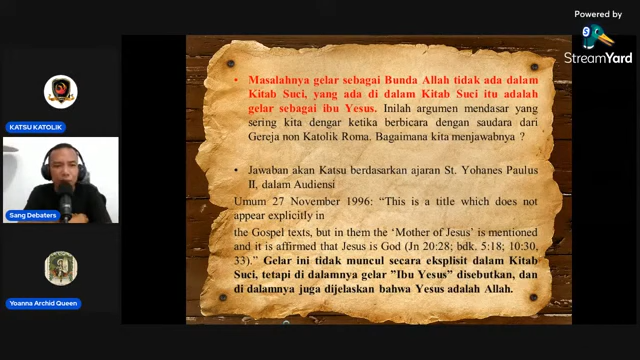 Powered by
StreamYard
• Masalahnya gelar sebagai Bunda Allah tidak ada dalam
Kitab Suci, yang ada di dalam Kitab Suci itu adalah
gelar sebagai ibu Yesus. Inilah argumen mendasar yang
sering kita dengar ketika berbicara dengan saudara dari
Gereja non Katolik Roma. Bagaimana kita menjawabnya ?
• Jawaban akan Katsu berdasarkan ajaran St. Yohanes Paulus
II, dalam Audiensi
Umum 27 November 1996: “This is a title which does not
appear explicitly in
the Gospel texts, but in them the ‘Mother of Jesus’ is mentioned
and it is affirmed that Jesus is God (Jn 20:28; bdk. 5:18; 10:30,
33).” Gelar ini tidak muncul secara eksplisit dalam Kitab
Suci, tetapi di dalamnya gelar ”Ibu Yesus” disebutkan, dan
di dalamnya juga dijelaskan bahwa Yesus adalah Allah.
KATSU KATOLIK
Sang Debaters
Yoanna Archid Queen